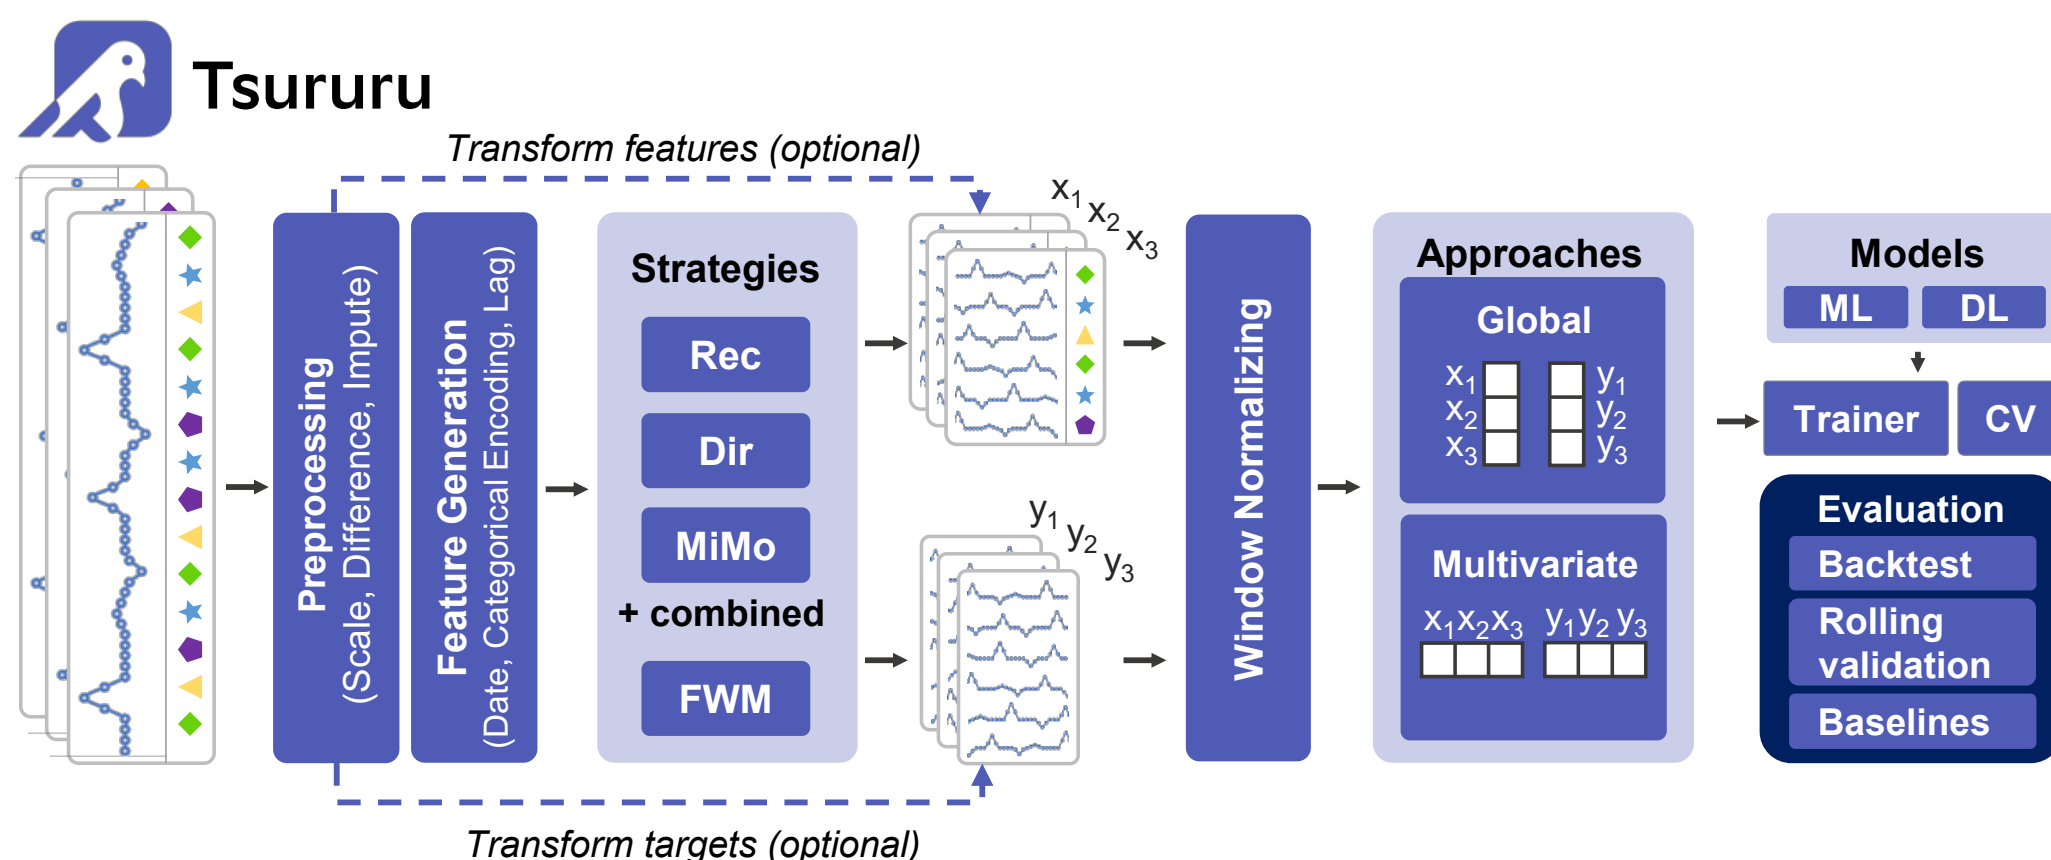 Tsururu
Transform features (optional)
Preprocessing
(Scale, Difference, Impute)
Feature Generation
(Date, Categorical Encoding, Lag)
Strategies
Rec
Dir
MiMo
+ combined
FWM
x1
x2
x3
y1
y2
y3
Window Normalizing
Approaches
Global
x1 y1
x2 y2
x3 y3
Multivariate
x1x2x3 y1y2 y3
Models
ML DL
Trainer CV
Evaluation
Backtest
Rolling
validation
Baselines
Transform targets (optional)